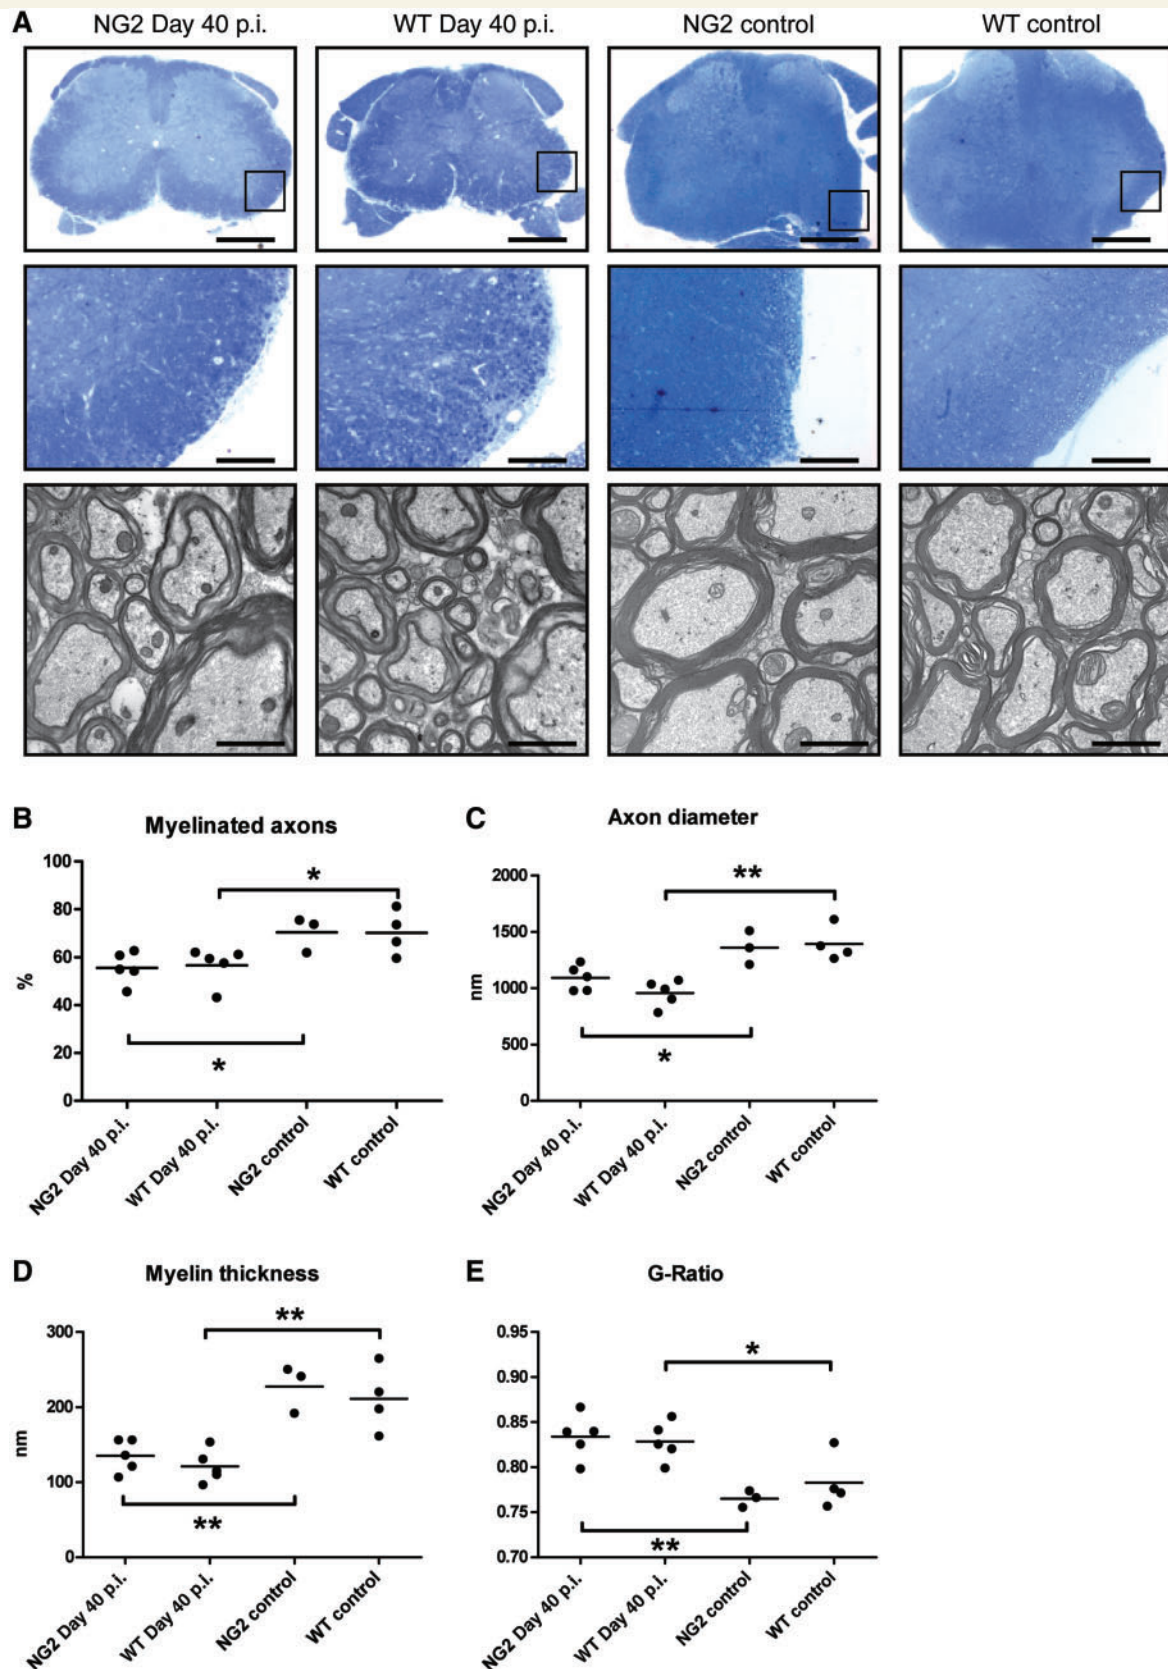 A
NG2 Day 40 p.i.
WT Day 40 p.i.
NG2 control
WT control
B
Myelinated axons
100
80
60
40
20
0
%
*
*
NG2 Day 40 p.i.
WT Day 40 p.i.
NG2 control
WT control
C
Axon diameter
2000
1500
1000
500
0
nm
**
*
NG2 Day 40 p.i.
WT Day 40 p.i.
NG2 control
WT control
D
Myelin thickness
300
200
100
0
nm
**
**
NG2 Day 40 p.i.
WT Day 40 p.i.
NG2 control
WT control
E
G-Ratio
0.95
0.90
0.85
0.80
0.75
0.70
*
**
NG2 Day 40 p.i.
WT Day 40 p.i.
NG2 control
WT control